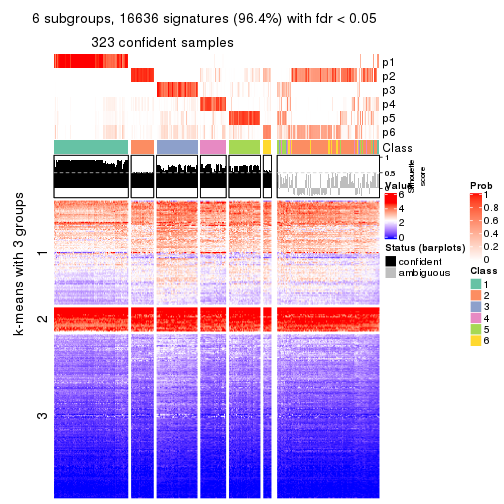 6 subgroups, 16636 signatures (96.4%) with fdr < 0.05
323 confident samples
p1
p2
p3
p4
p5
p6
Class
1
0.5
0
Silhouette
score
Value
6
4
2
0
Status (barplots)
confident
ambiguous
Prob
1
0.8
0.6
0.4
0.2
0
Class
1
2
3
4
5
6
k-means with 3 groups
1
2
3